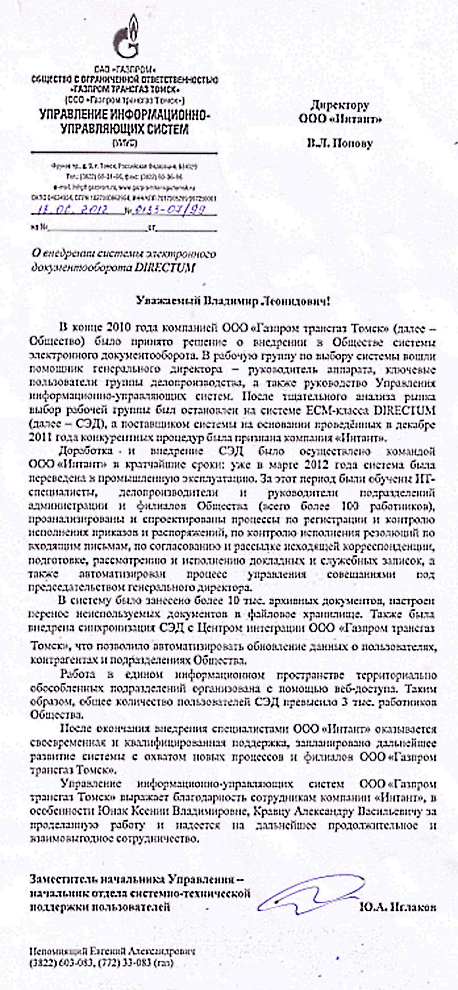 ОАО «ГАЗПРОМ»
ОБЩЕСТВО С ОГРАНИЧЕННОЙ ОТВЕТСТВЕННОСТЬЮ
«ГАЗПРОМ ТРАНСГАЗ ТОМСК»
(ООО «Газпром трансгаз Томск»)
УПРАВЛЕНИЕ ИНФОРМАЦИОННО-
УПРАВЛЯЮЩИХ СИСТЕМ
(УИУС)
Фрунзе пр., д. 9, г. Томск, Российская Федерация, 634029
на № ст.
Директору
ООО «Интант»
В.Л. Попову
О внедрении системы электронного
документооборота DIRECTUM
Уважаемый Владимир Леонидович!
В конце 2010 года компанией ООО «Газпром трансгаз Томск» (далее –
Общество) было принято решение о внедрении в Обществе системы
электронного документооборота. В рабочую группу по выбору системы вошли
помощник генерального директора – руководитель аппарата, ключевые
пользователи группы делопроизводства, а также руководство Управления
информационно-управляющих систем. После тщательного анализа рынка
выбор рабочей группы был остановлен на системе ECM-класса DIRECTUM
(далее – СЭД), а поставщиком системы на основании проведённых в декабре
2011 года конкурентных процедур была признана компания «Интант».
Доработка и внедрение СЭД было осуществлено командой
ООО «Интант» в кратчайшие сроки: уже в марте 2012 года система была
переведена в промышленную эксплуатацию. За этот период были обучены ИТ-
специалисты, делопроизводители и руководители подразделений
администрации и филиалов Общества (всего более 100 работников),
проанализированы и спроектированы процессы по регистрации и контролю
исполнения приказов и распоряжений, по контролю исполнения резолюций по
входящим письмам, по согласованию и рассылке исходящей корреспонденции,
подготовке, рассмотрению и исполнению докладных и служебных записок, а
также автоматизирован процесс управления совещаниями под
председательством генерального директора.
В систему было занесено более 10 тыс. архивных документов, настроен
перенос неиспользуемых документов в файловое хранилище. Также была
внедрена синхронизация СЭД с Центром интеграции ООО «Газпром трансгаз
Томск», что позволило автоматизировать обновление данных о пользователях,
контрагентах и подразделениях Общества.
Работа в едином информационном пространстве территориально
обособленных подразделений организована с помощью веб-доступа. Таким
образом, общее количество пользователей СЭД превысило 3 тыс. работников
Общества.
После окончания внедрения специалистами ООО «Интант» оказывается
своевременная и квалифицированная поддержка, запланировано дальнейшее
развитие системы с охватом новых процессов и филиалов ООО «Газпром
трансгаз Томск».
Управление информационно-управляющих систем ООО «Газпром
трансгаз Томск» выражает благодарность сотрудникам компании «Интант», в
особенности Юнак Ксении Владимировне, Кравцу Александру Васильевичу за
проделанную работу и надеется на дальнейшее продолжительное и
взаимовыгодное сотрудничество.
Заместитель начальника Управления –
начальник отдела системно-технической
поддержки пользователей
Ю.А. Иглаков
Непомнящий Евгений Александрович
(3822) 603-083, (772) 33-083 (газ)